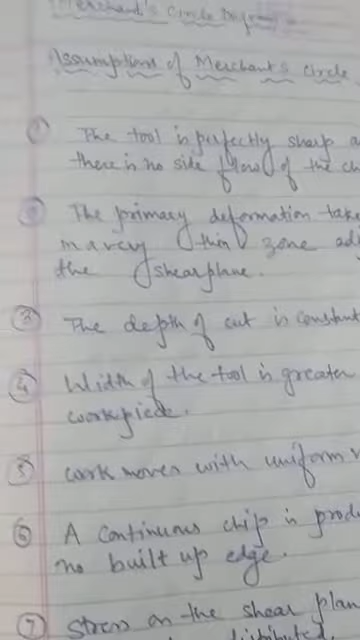 Merchant's Circle Diagram
Assumptions of Merchant's Circle
① The tool is perfectly sharp a
there is no side flow of the c
② The primary deformation take
in a very thin zone adj
the shear plane.
③ The depth of cut is constant
④ Width of the tool is greater
workpiece.
⑤ work moves with uniform v
⑥ A Continuous chip is prod
no built up edge.
⑦ Stress on the shear plan
distributed.